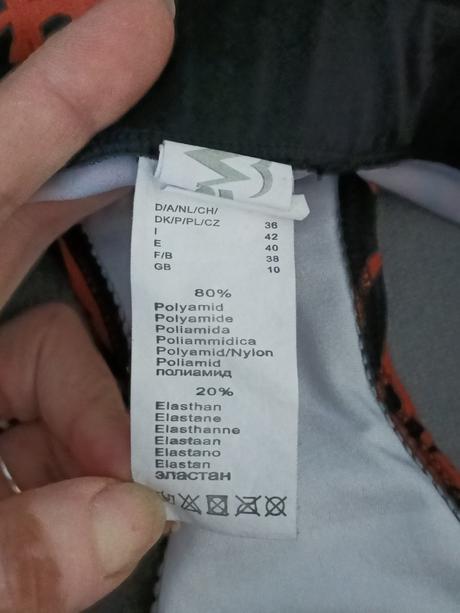 D/A/NL/CH/
DK/P/PL/CZ 36
I 42
E 40
F/B 38
GB 10
80%
Polyamid
Polyamide
Poliamida
Poliammidica
Polyamid/Nylon
Poliamid
полиамид
20%
Elasthan
Elastane
Elasthanne
Elastaan
Elastano
Elastan
эластан